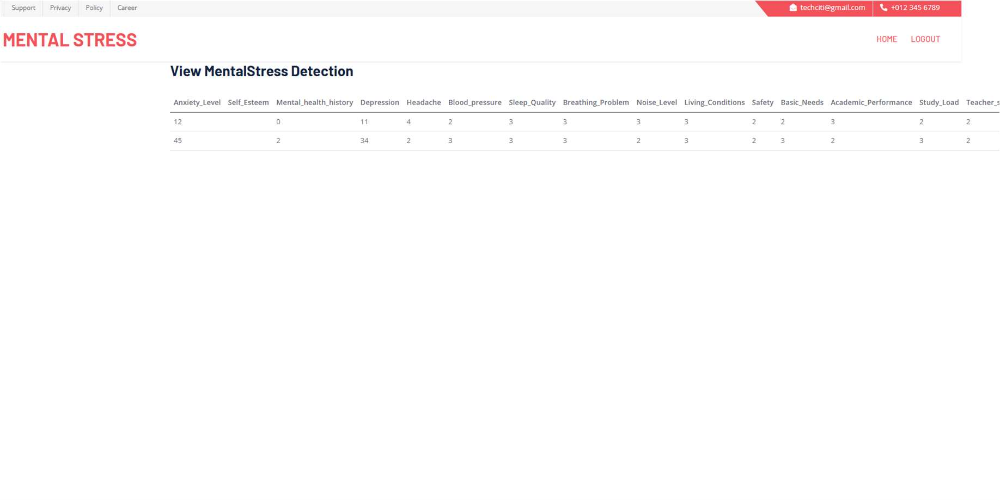 Support Privacy Policy Career techciti@gmail.com +012 345 6789
MENTAL STRESS HOME LOGOUT
View MentalStress Detection
Anxiety_Level Self_Esteem Mental_health_history Depression Headache Blood_pressure Sleep_Quality Breathing_Problem Noise_Level Living_Conditions Safety Basic_Needs Academic_Performance Study_Load Teacher_s
12 0 11 4 2 3 3 3 3 2 2 3 2 2
45 2 34 2 3 3 3 2 3 2 3 2 3 2